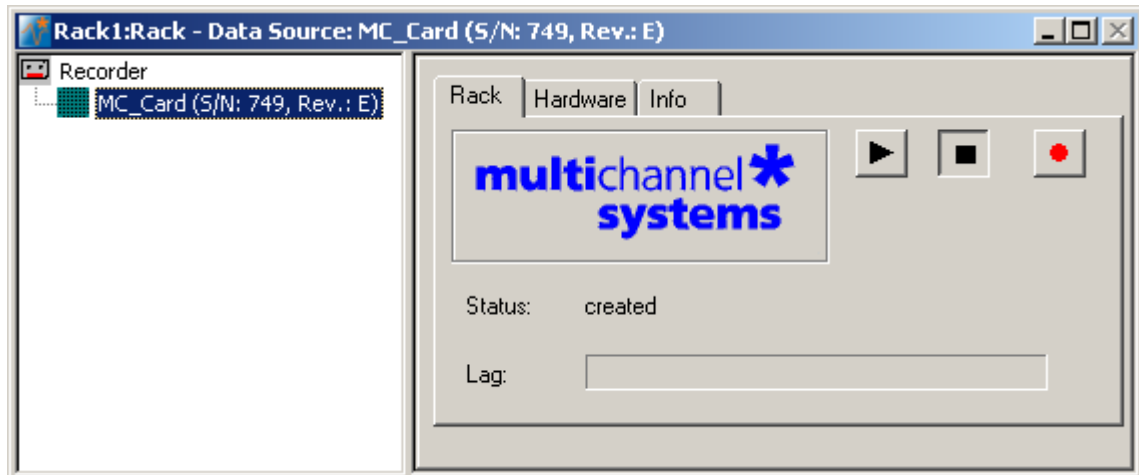 Rack1:Rack - Data Source: MC_Card (S/N: 749, Rev.: E)
Recorder
MC_Card (S/N: 749, Rev.: E)
Rack Hardware Info
multichannel*
systems
Status: created
Lag: